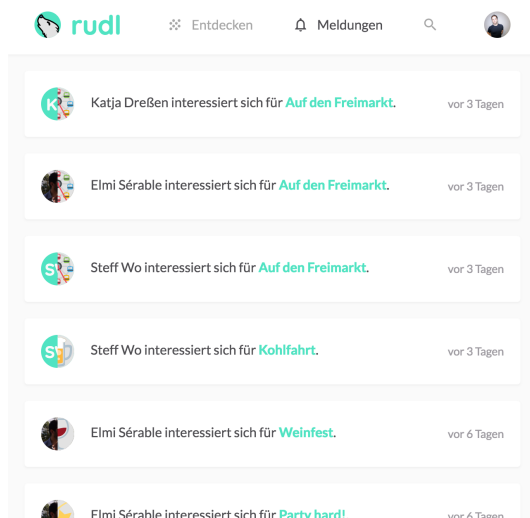 rudl
Entdecken
Meldungen
K
Katja Dreßen interessiert sich für Auf den Freimarkt.
vor 3 Tagen
Elmi Sérable interessiert sich für Auf den Freimarkt.
vor 3 Tagen
S
Steff Wo interessiert sich für Auf den Freimarkt.
vor 3 Tagen
S
Steff Wo interessiert sich für Kohlfahrt.
vor 3 Tagen
Elmi Sérable interessiert sich für Weinfest.
vor 6 Tagen
Elmi Sérable interessiert sich für Party hard!
vor 6 Tagen